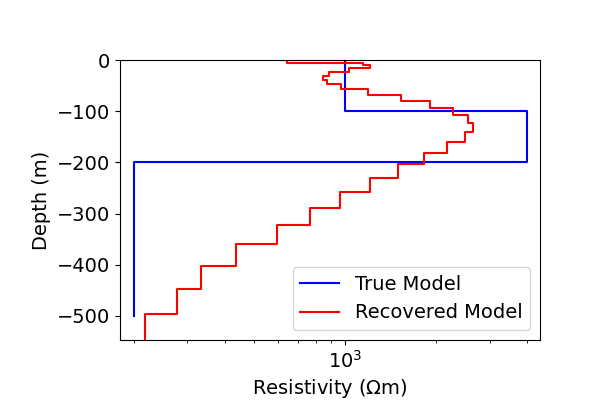 0
−100
−200
−300
−400
−500
Depth (m)
True Model
Recovered Model
10³
Resistivity (Ωm)